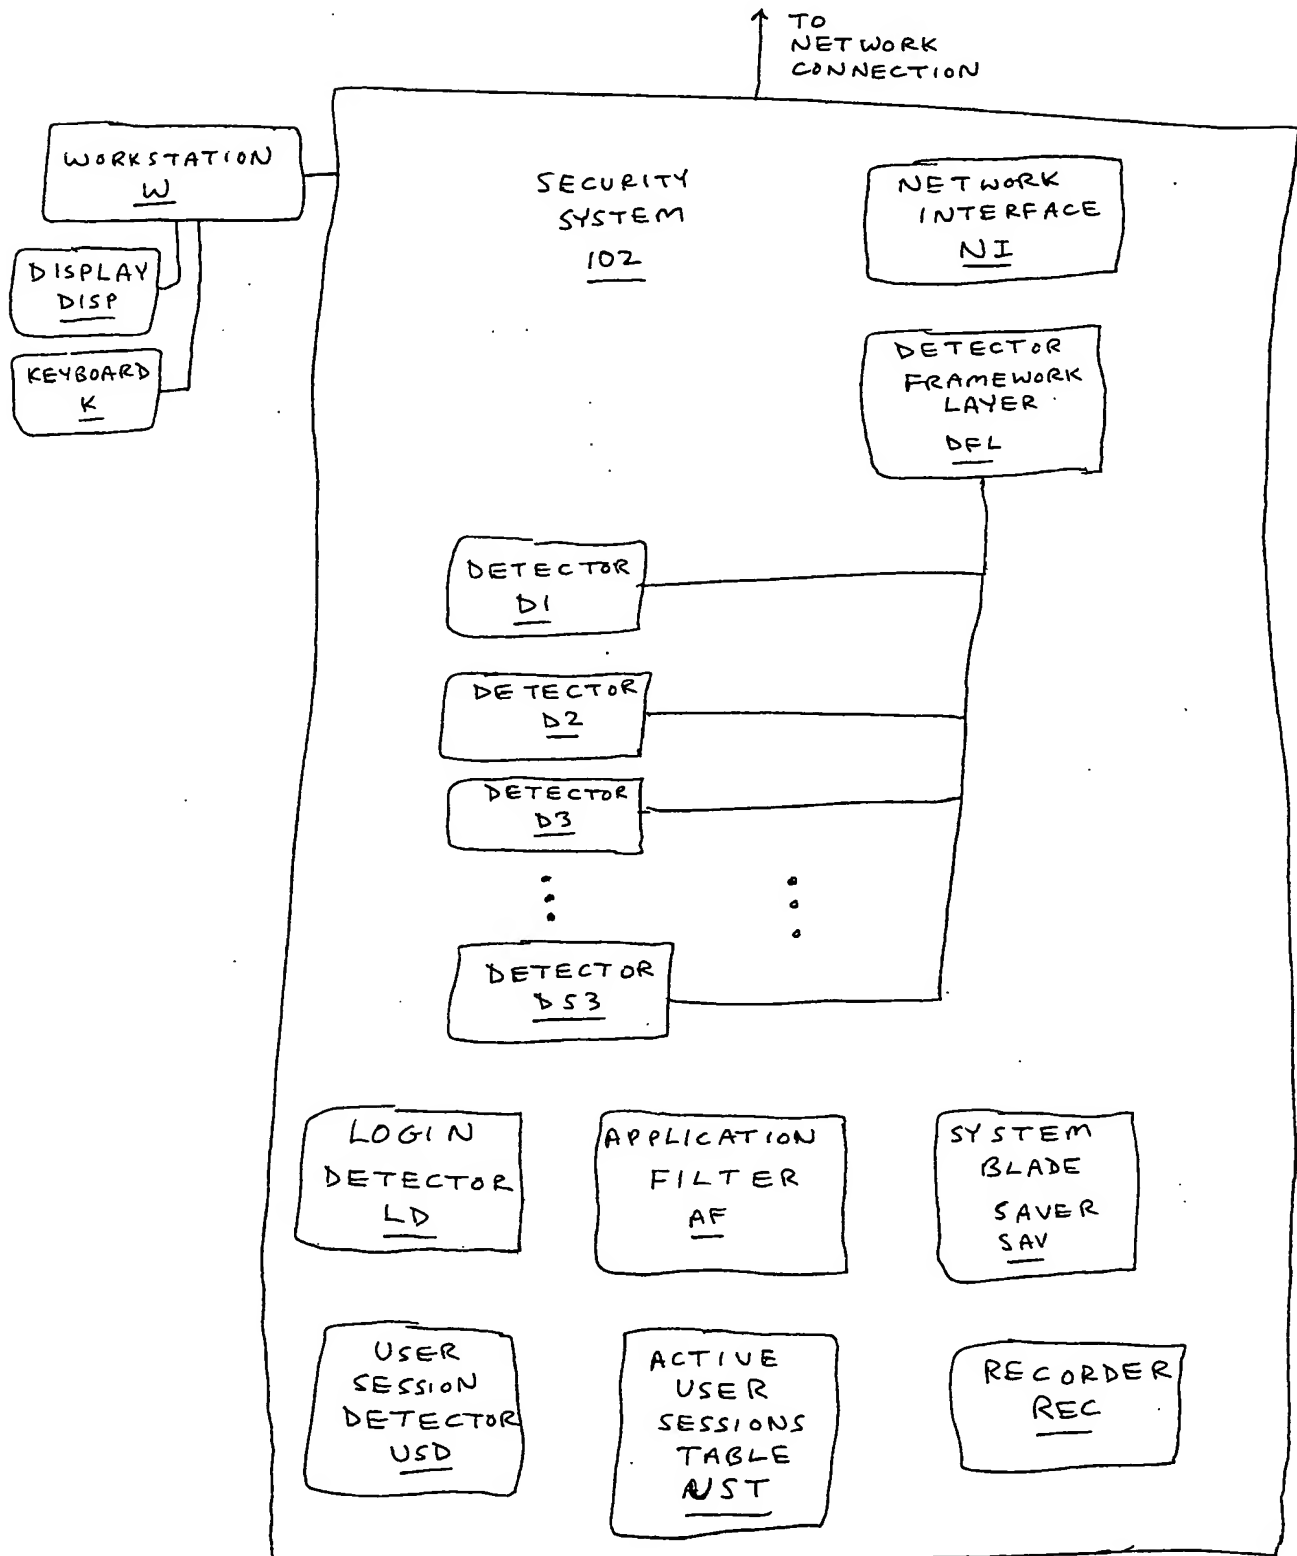 TO
NETWORK
CONNECTION
WORKSTATION
W
DISPLAY
DISP
KEYBOARD
K
SECURITY
SYSTEM
102
NETWORK
INTERFACE
NI
DETECTOR
FRAMEWORK
LAYER
DFL
DETECTOR
D1
DETECTOR
D2
DETECTOR
D3
DETECTOR
D53
LOGIN
DETECTOR
LD
APPLICATION
FILTER
AF
SYSTEM
BLADE
SAVER
SAV
USER
SESSION
DETECTOR
USD
ACTIVE
USER
SESSIONS
TABLE
AUST
RECORDER
REC